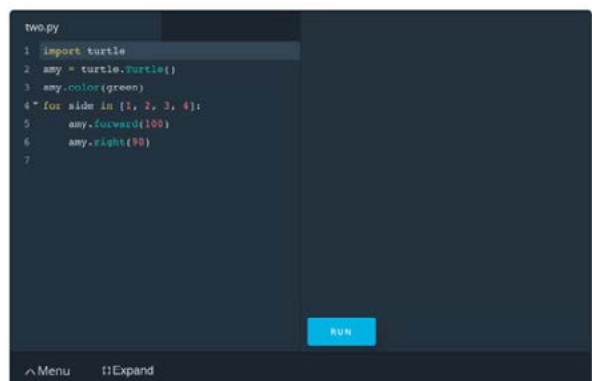 two.py
1 import turtle
2 amy = turtle.Turtle()
3 amy.color(green)
4 for side in [1, 2, 3, 4]:
5 amy.forward(100)
6 amy.right(90)
7
RUN
Menu Expand